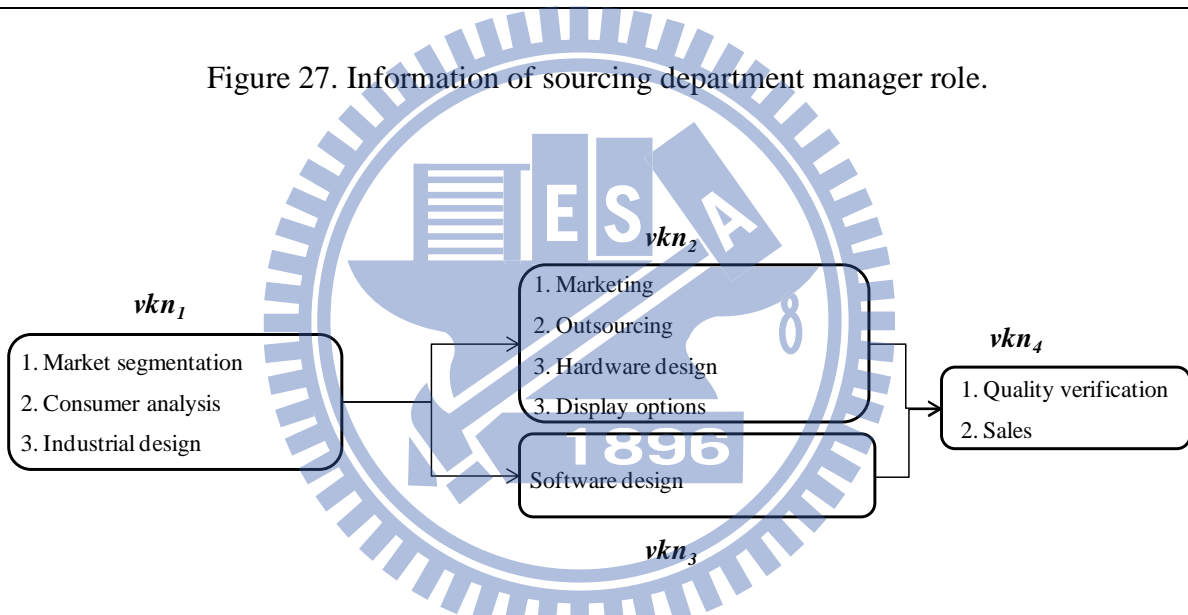 Figure 27. Information of sourcing department manager role.
E S A
vkn2
1. Marketing
2. Outsourcing
3. Hardware design
3. Display options
vkn1
1. Market segmentation
2. Consumer analysis
3. Industrial design
8
vkn4
1. Quality verification
2. Sales
1896
Software design
vkn3